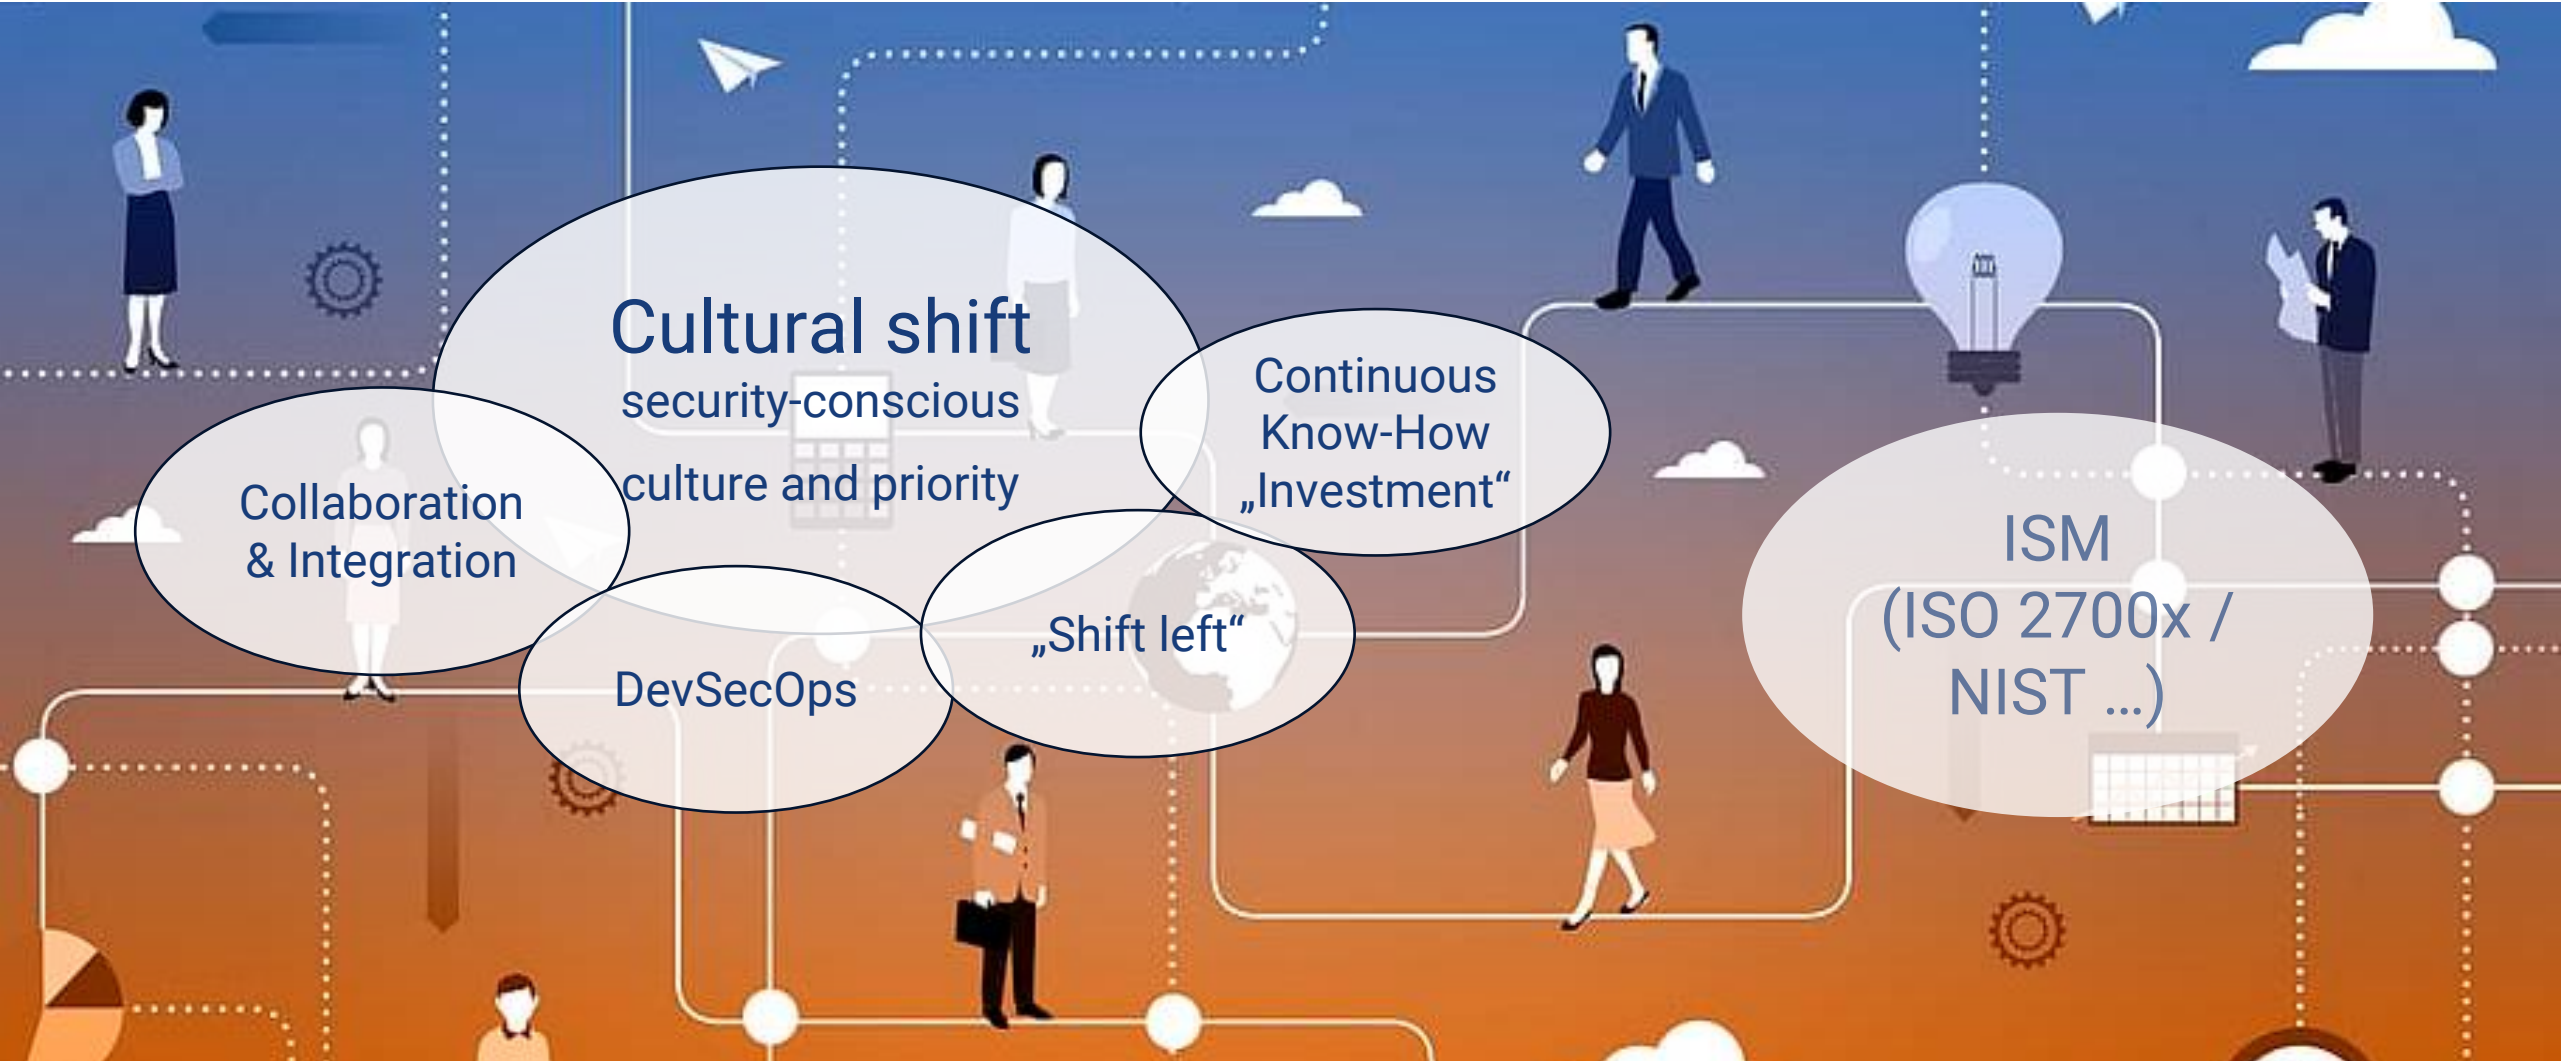 Cultural shift
security-conscious
culture and priority
Collaboration
& Integration
DevSecOps
„Shift left“
Continuous
Know-How
„Investment“
ISM
(ISO 2700x /
NIST ...)